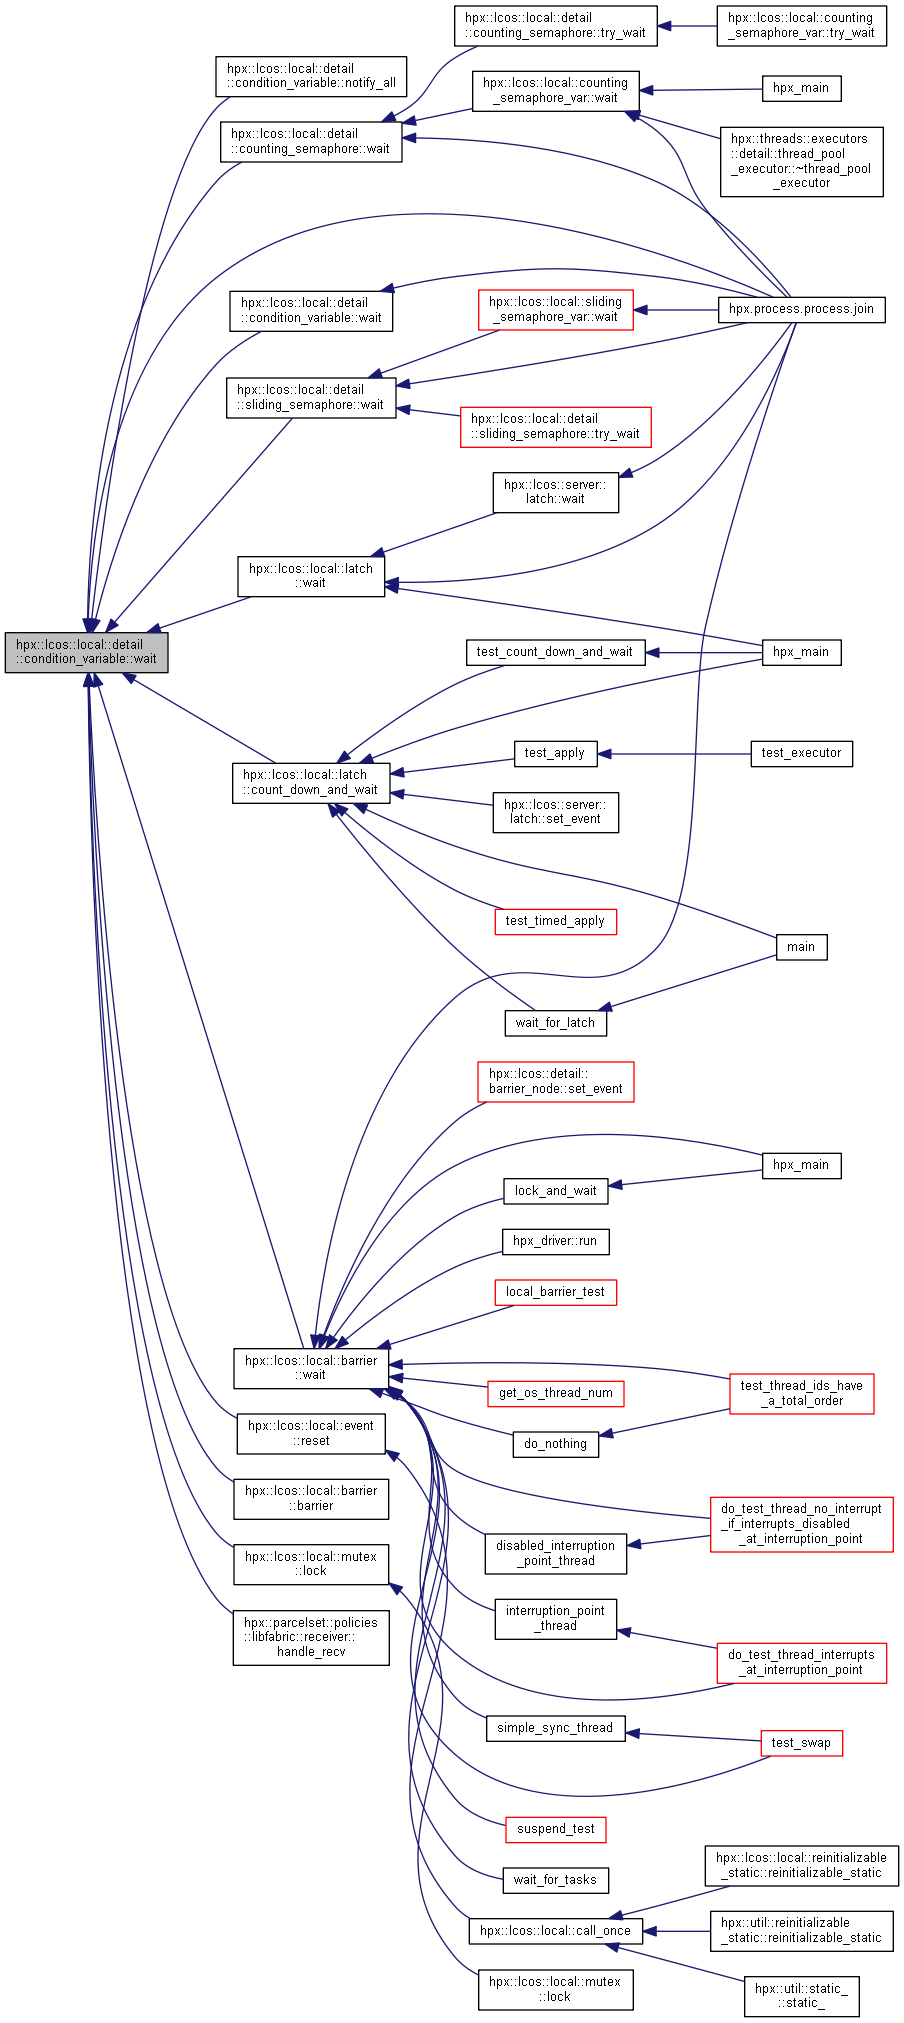 hpx::lcos::local::detail
::counting_semaphore::try_wait
hpx::lcos::local::counting
_semaphore_var::try_wait
hpx::lcos::local::detail
::condition_variable::notify_all
hpx::lcos::local::counting
_semaphore_var::wait
hpx_main
hpx::lcos::local::detail
::counting_semaphore::wait
hpx::threads::executors
::detail::thread_pool
_executor::~thread_pool
_executor
hpx::lcos::local::detail
::condition_variable::wait
hpx::lcos::local::sliding
_semaphore_var::wait
hpx.process.process.join
hpx::lcos::local::detail
::sliding_semaphore::wait
hpx::lcos::local::detail
::sliding_semaphore::try_wait
hpx::lcos::server::
latch::wait
hpx::lcos::local::latch
::wait
hpx::lcos::local::detail
::condition_variable::wait
test_count_down_and_wait
hpx_main
test_apply
test_executor
hpx::lcos::local::latch
::count_down_and_wait
hpx::lcos::server::
latch::set_event
test_timed_apply
main
wait_for_latch
hpx::lcos::detail::
barrier_node::set_event
hpx_main
lock_and_wait
hpx_driver::run
local_barrier_test
hpx::lcos::local::barrier
::wait
get_os_thread_num
test_thread_ids_have
_a_total_order
hpx::lcos::local::event
::reset
do_nothing
hpx::lcos::local::barrier
::barrier
do_test_thread_no_interrupt
_if_interrupts_disabled
_at_interruption_point
disabled_interruption
_point_thread
hpx::lcos::local::mutex
::lock
interruption_point
_thread
hpx::parcelset::policies
::libfabric::receiver::
handle_recv
do_test_thread_interrupts
_at_interruption_point
simple_sync_thread
test_swap
suspend_test
hpx::lcos::local::reinitializable
_static::reinitializable_static
wait_for_tasks
hpx::lcos::local::call_once
hpx::util::reinitializable
_static::reinitializable_static
hpx::lcos::local::mutex
::lock
hpx::util::static_
::static_